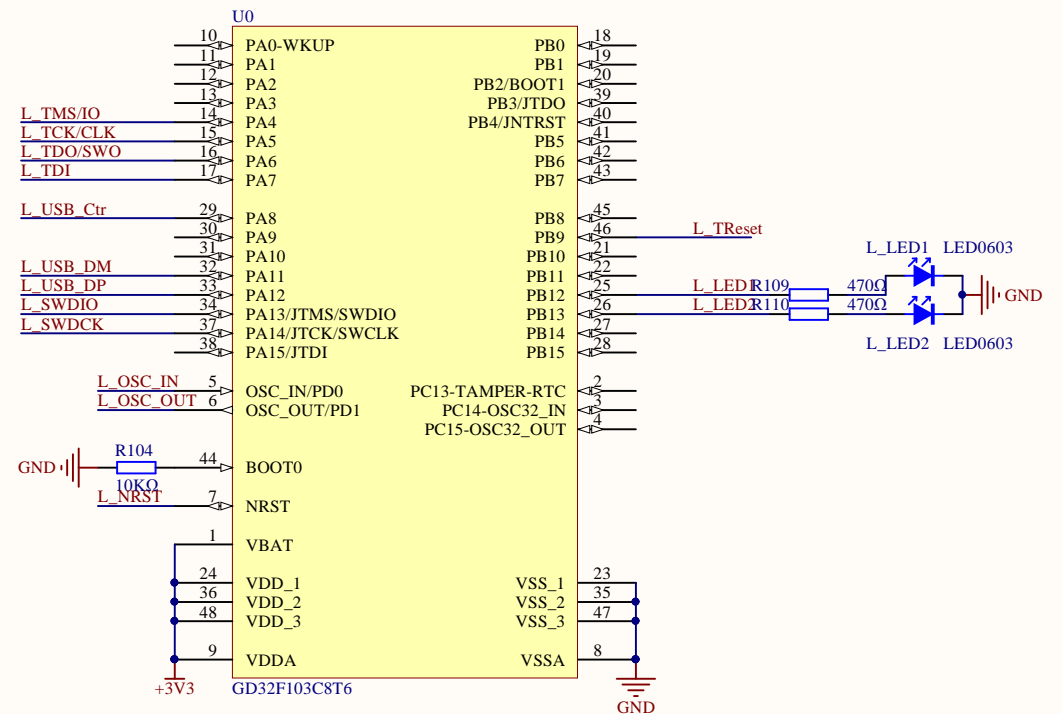 U0
10 PA0-WKUP PB0 18
11 PA1 PB1 19
12 PA2 PB2/BOOT1 20
13 PA3 PB3/JTDO 39
L_TMS/IO 14 PA4 PB4/JNTRST 40
L_TCK/CLK 15 PA5 PB5 41
L_TDO/SWO 16 PA6 PB6 42
L_TDI 17 PA7 PB7 43
L_USB_Ctr 29 PA8 PB8 45
30 PA9 PB9 46 L_TReset
31 PA10 PB10 21
L_USB_DM 32 PA11 PB11 22
L_USB_DP 33 PA12 PB12 25 L_LED1 R109 470Ω
L_SWDIO 34 PA13/JTMS/SWDIO PB13 26 L_LED2 R110 470Ω
L_SWDCK 37 PA14/JTCK/SWCLK PB14 27
38 PA15/JTDI PB15 28
L_LED1 LED0603
GND
L_LED2 LED0603
L_OSC_IN 5 OSC_IN/PD0 PC13-TAMPER-RTC 2
L_OSC_OUT 6 OSC_OUT/PD1 PC14-OSC32_IN 3
PC15-OSC32_OUT 4
R104
GND 44 BOOT0
10KΩ
L_NRST 7 NRST
1 VBAT
24 VDD_1 VSS_1 23
36 VDD_2 VSS_2 35
48 VDD_3 VSS_3 47
9 VDDA VSSA 8
+3V3 GD32F103C8T6
GND